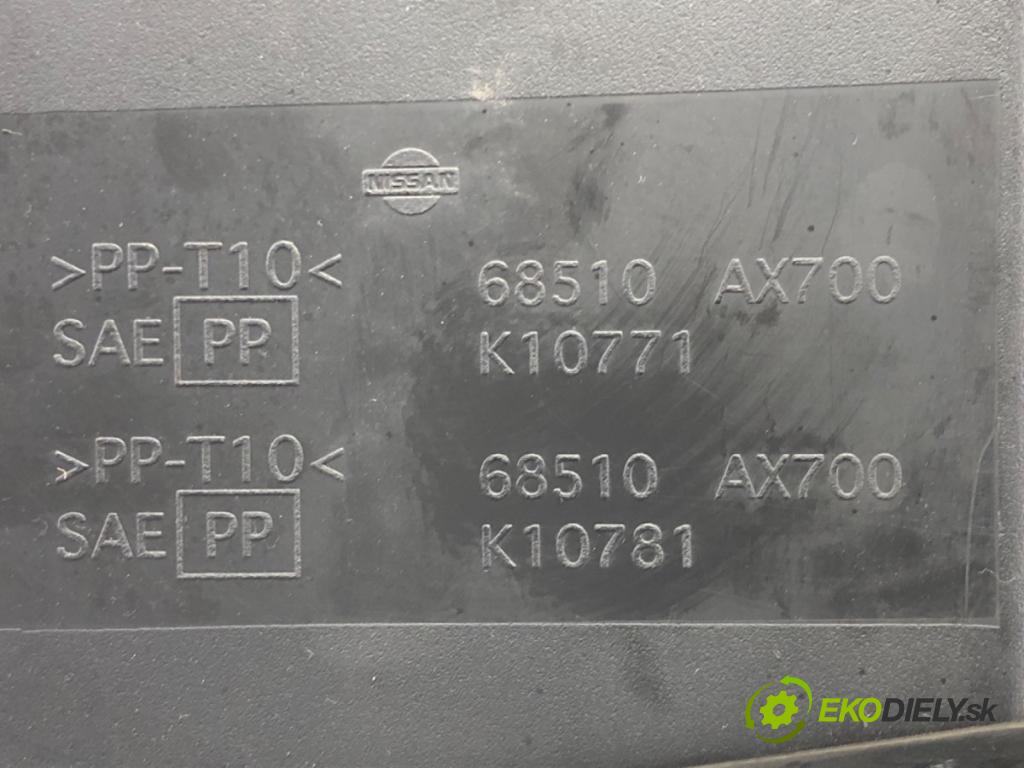 NISSAN
>PP-T10< 68510 AX700
SAE PP K10771
>PP-T10< 68510 AX700
SAE PP K10781
EKODIELY.sk